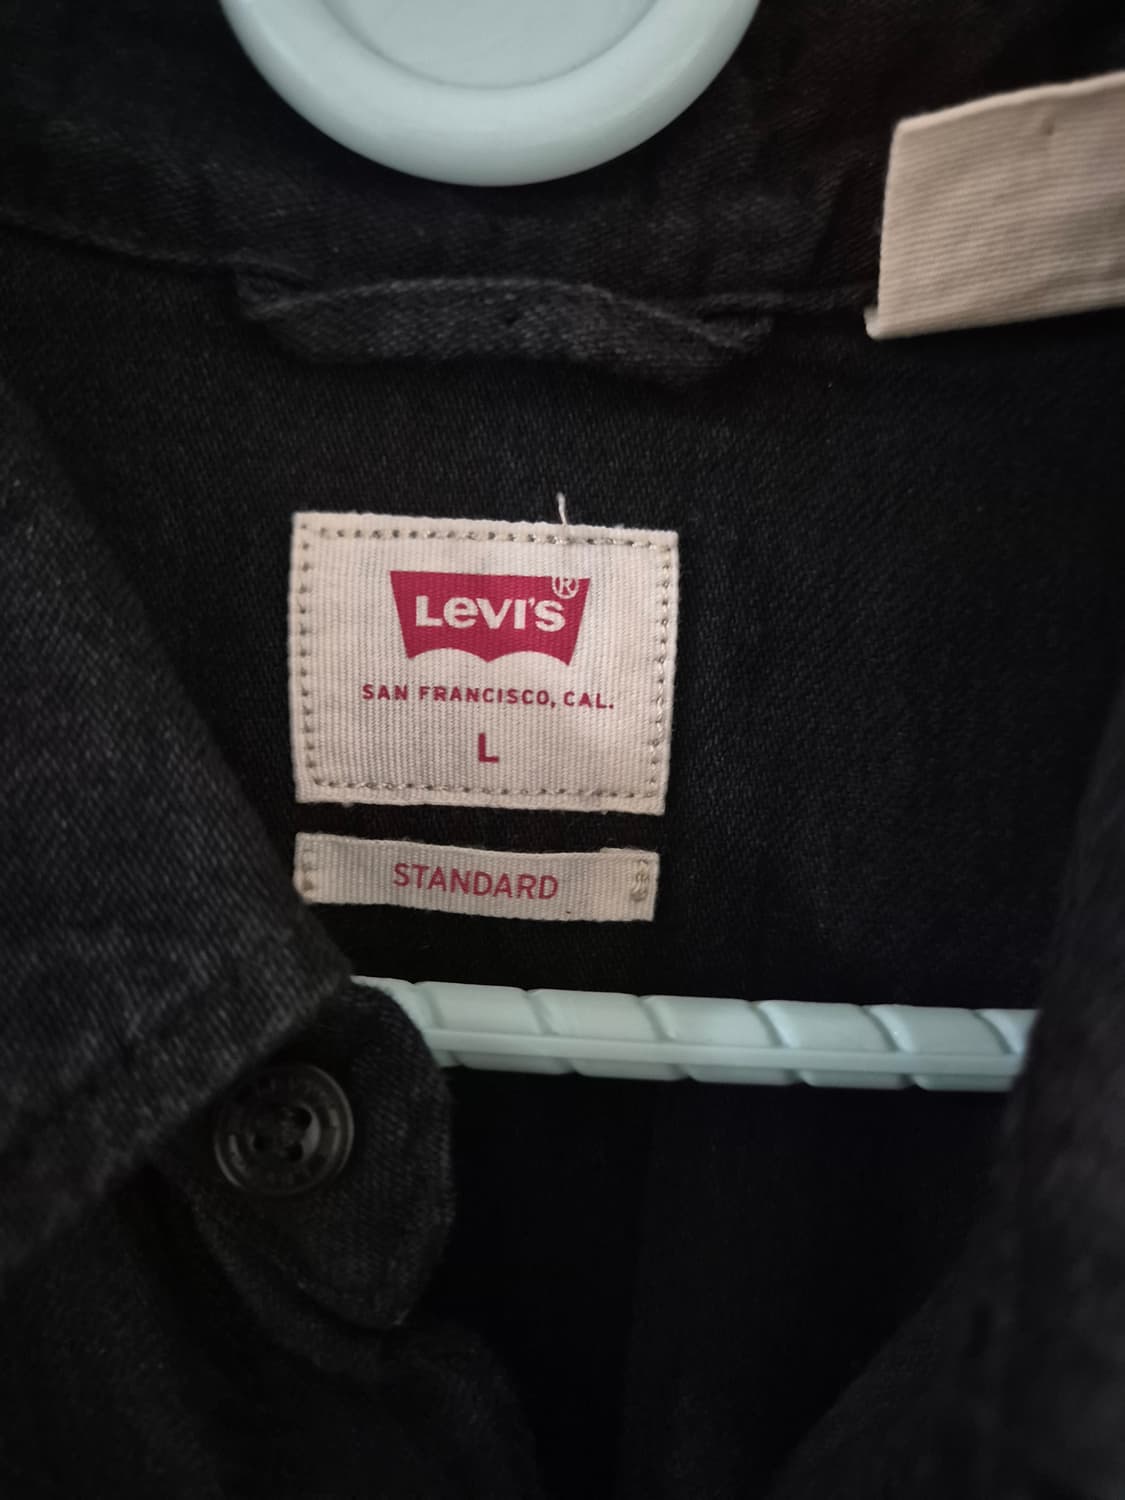 LEVI'S®
SAN FRANCISCO, CAL.
L
STANDARD